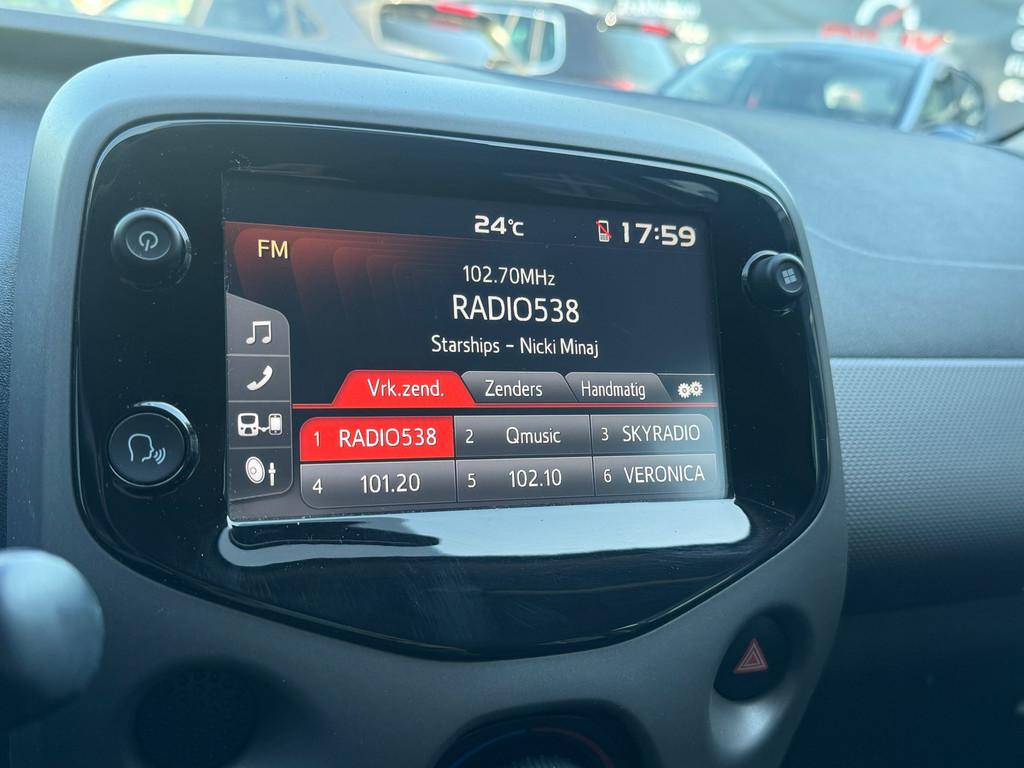 24°C
17:59
FM
102.70MHz
RADIO538
Starships - Nicki Minaj
Vrk.zend.
Zenders
Handmatig
1 RADIO538
2 Qmusic
3 SKYRADIO
4 101.20
5 102.10
6 VERONICA